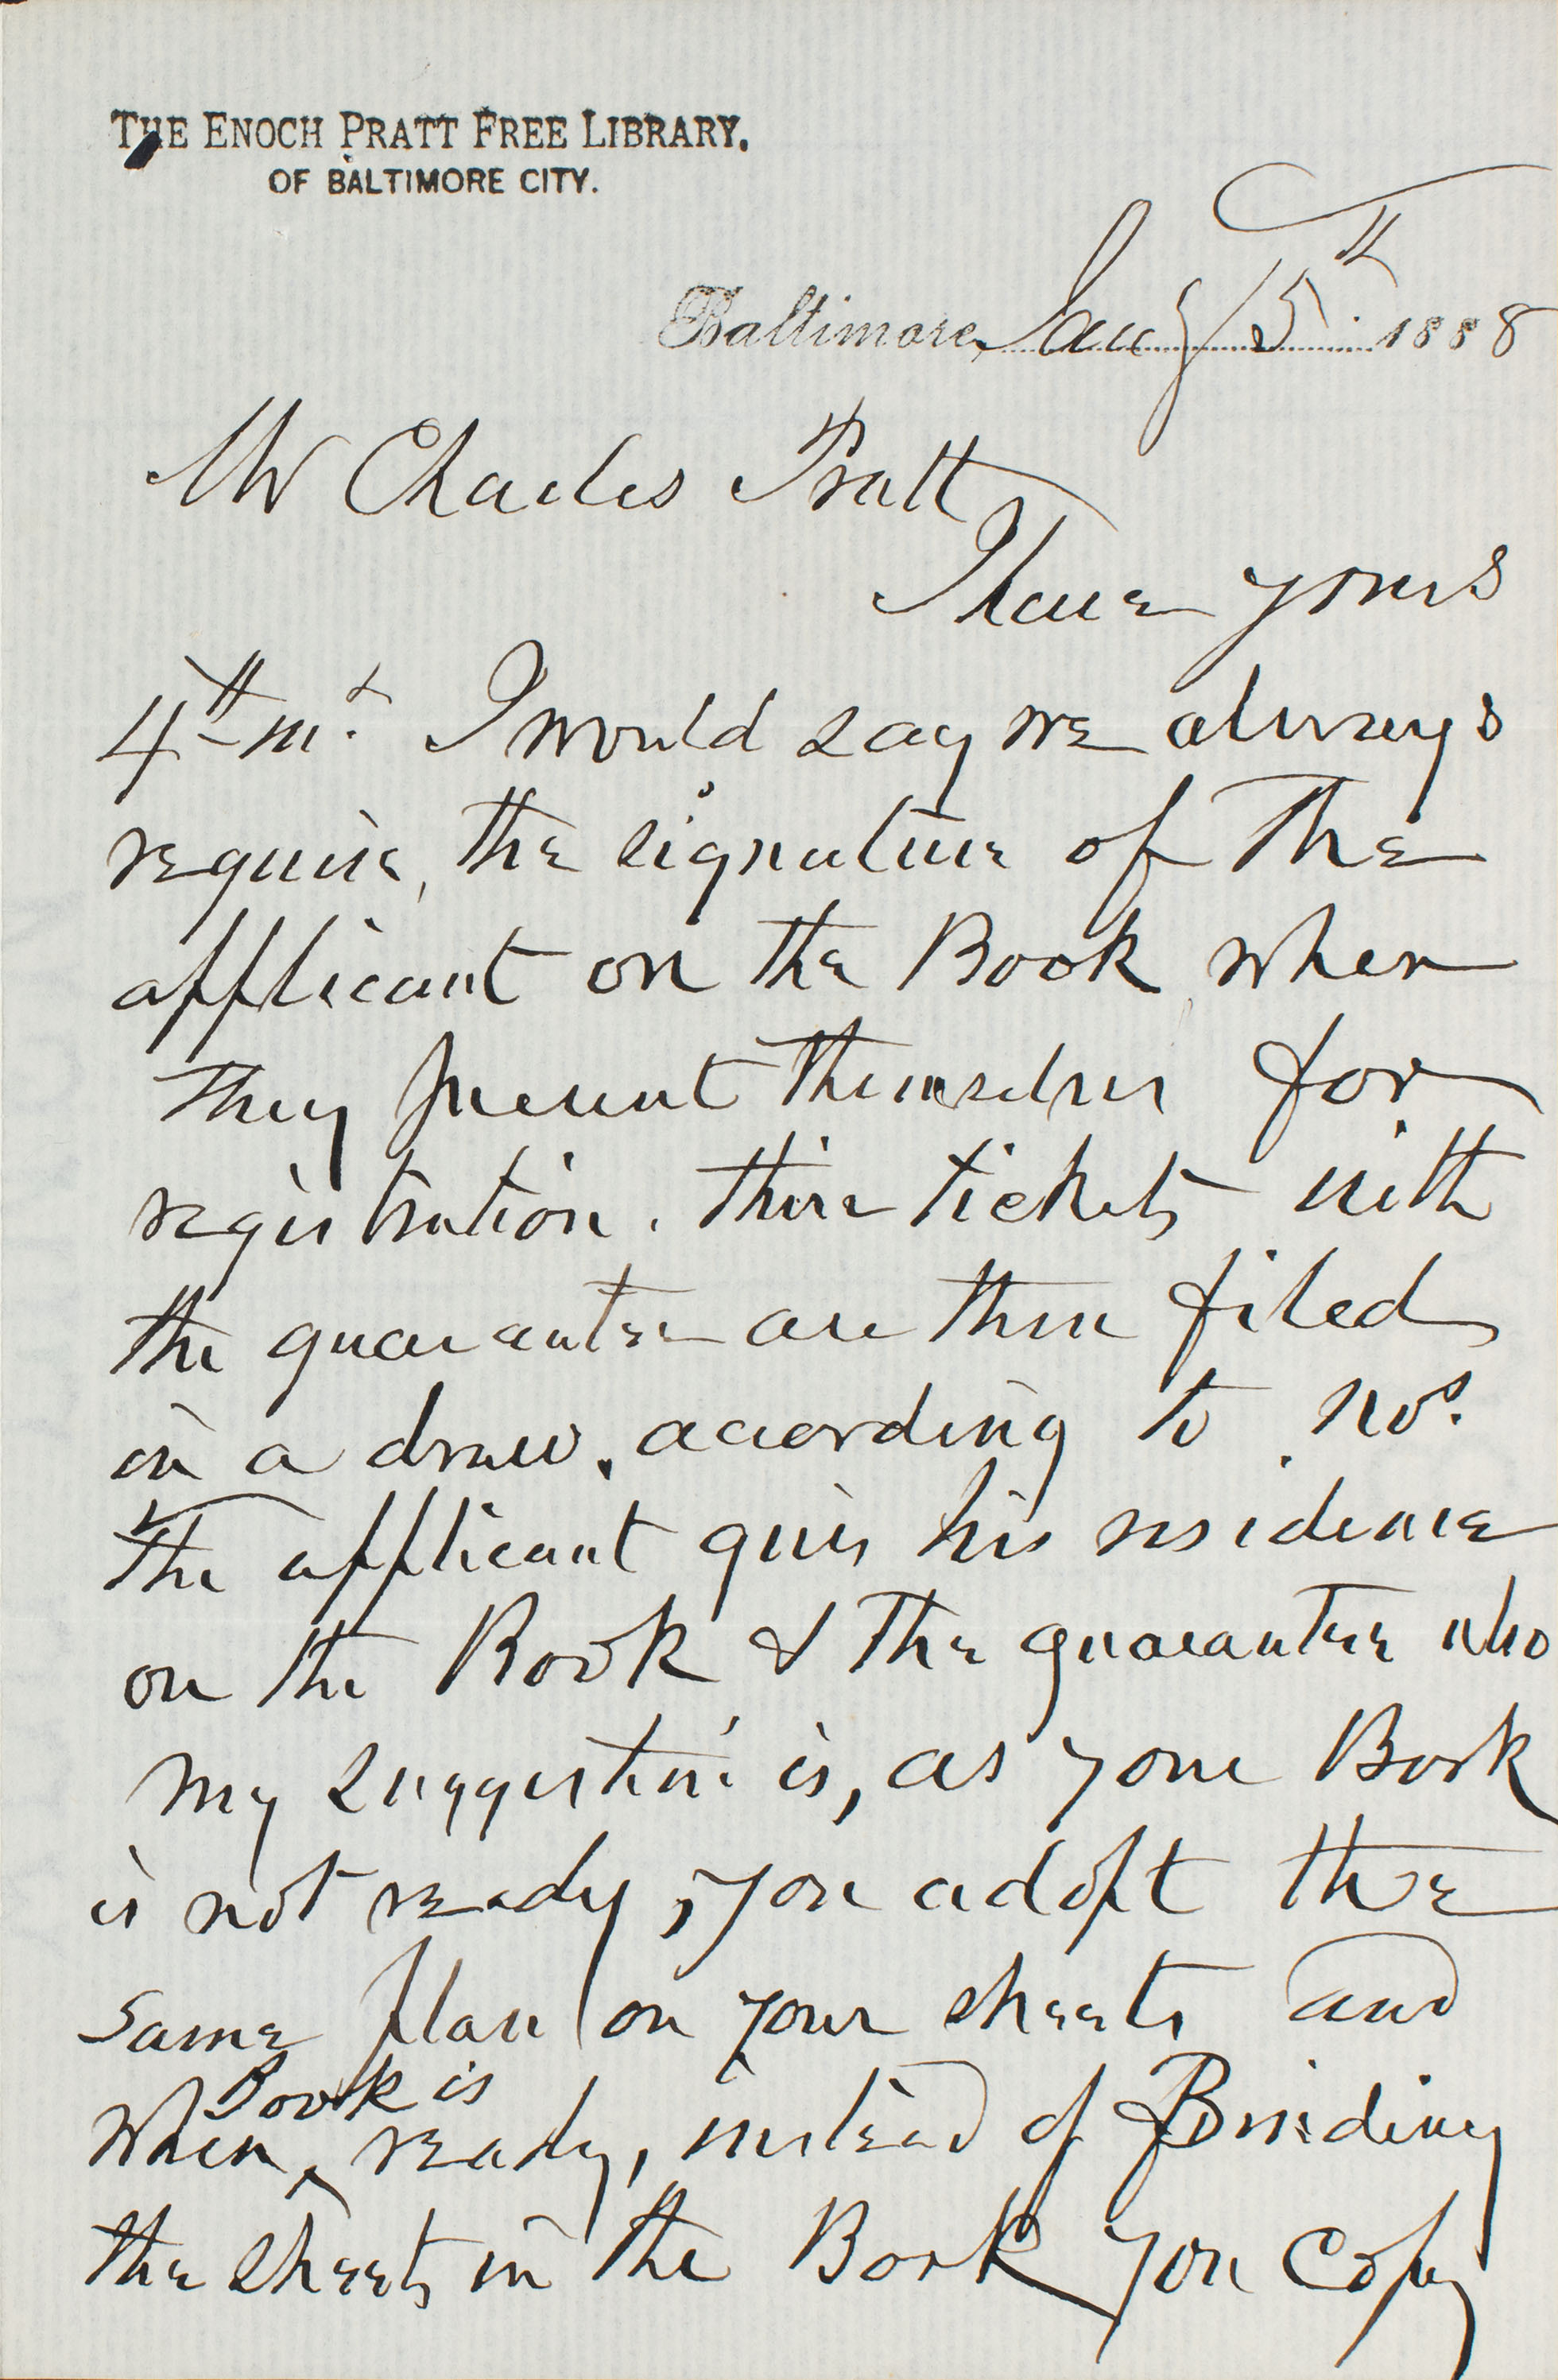 THE ENOCH PRATT FREE LIBRARY.
OF BALTIMORE CITY.
Baltimore, Jany 5th 1888
Mr Charles Pratt
I have yours
4th inst. I would say we always
require, the signature of The
applicant on the Book when
They present themselves for
registration. their tickets with
the guarantee are then filed
in a draw, according to nos.
The applicant gives his residence
on the Book & The guarantee also
my suggestion is, as your Book
is not ready, you adopt the
same plan on your sheets and
Book is
When ^ ready, instead of Binding
the sheets in the Book you copy